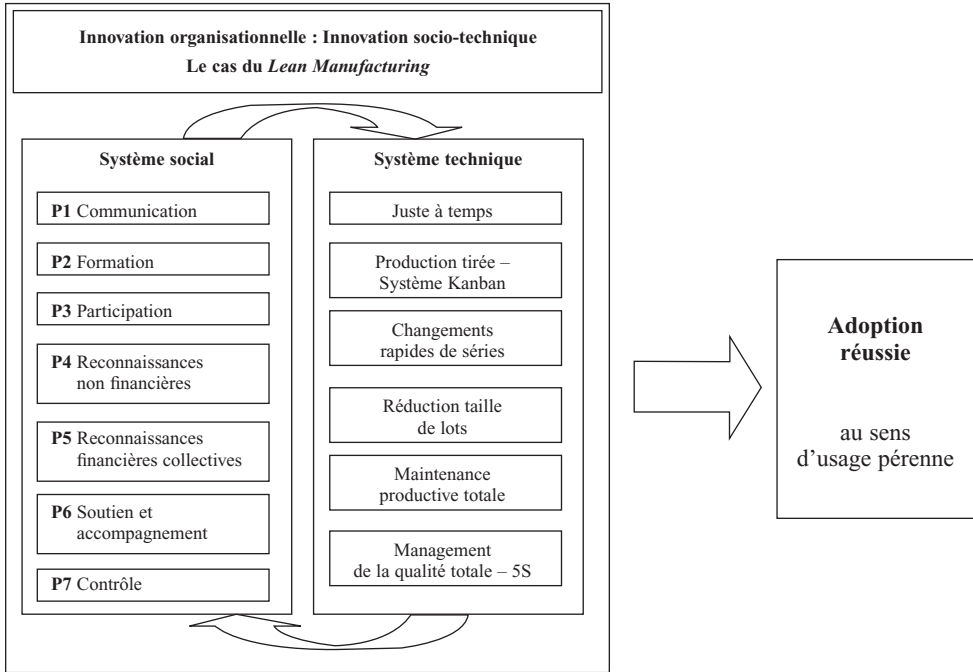 Innovation organisationnelle : Innovation socio-technique
Le cas du Lean Manufacturing
Système social
P1 Communication
P2 Formation
P3 Participation
P4 Reconnaissances
non financières
P5 Reconnaissances
financières collectives
P6 Soutien et
accompagnement
P7 Contrôle
Système technique
Juste à temps
Production tirée –
Système Kanban
Changements
rapides de séries
Réduction taille
de lots
Maintenance
productive totale
Management
de la qualité totale – 5S
Adoption
réussie
au sens
d’usage pérenne